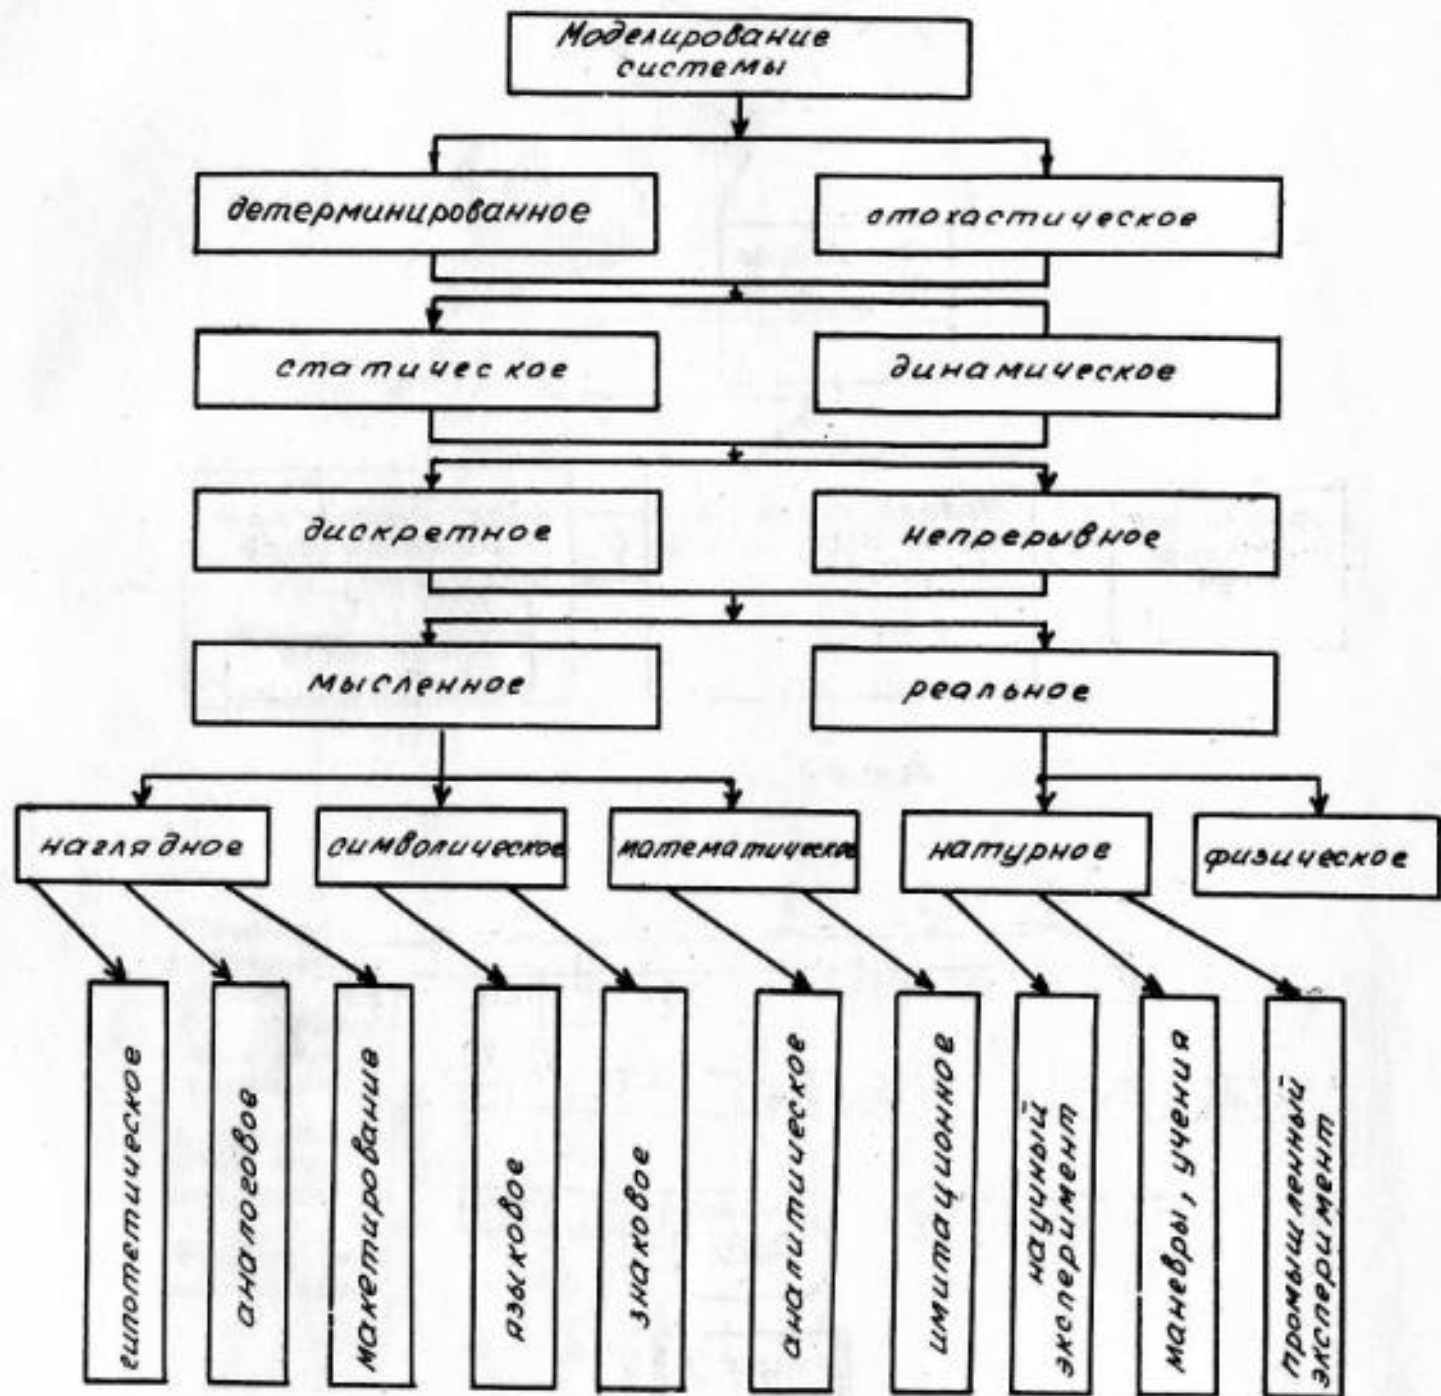 Моделирование
системы
детерминированное
стохастическое
статическое
динамическое
дискретное
непрерывное
мысленное
реальное
наглядное
символическое
математическое
натурное
физическое
гипотетическое
аналоговое
макетирование
языковое
знаковое
аналитическое
имитационное
научный
эксперимент
маневры, учения
промышленный
эксперимент